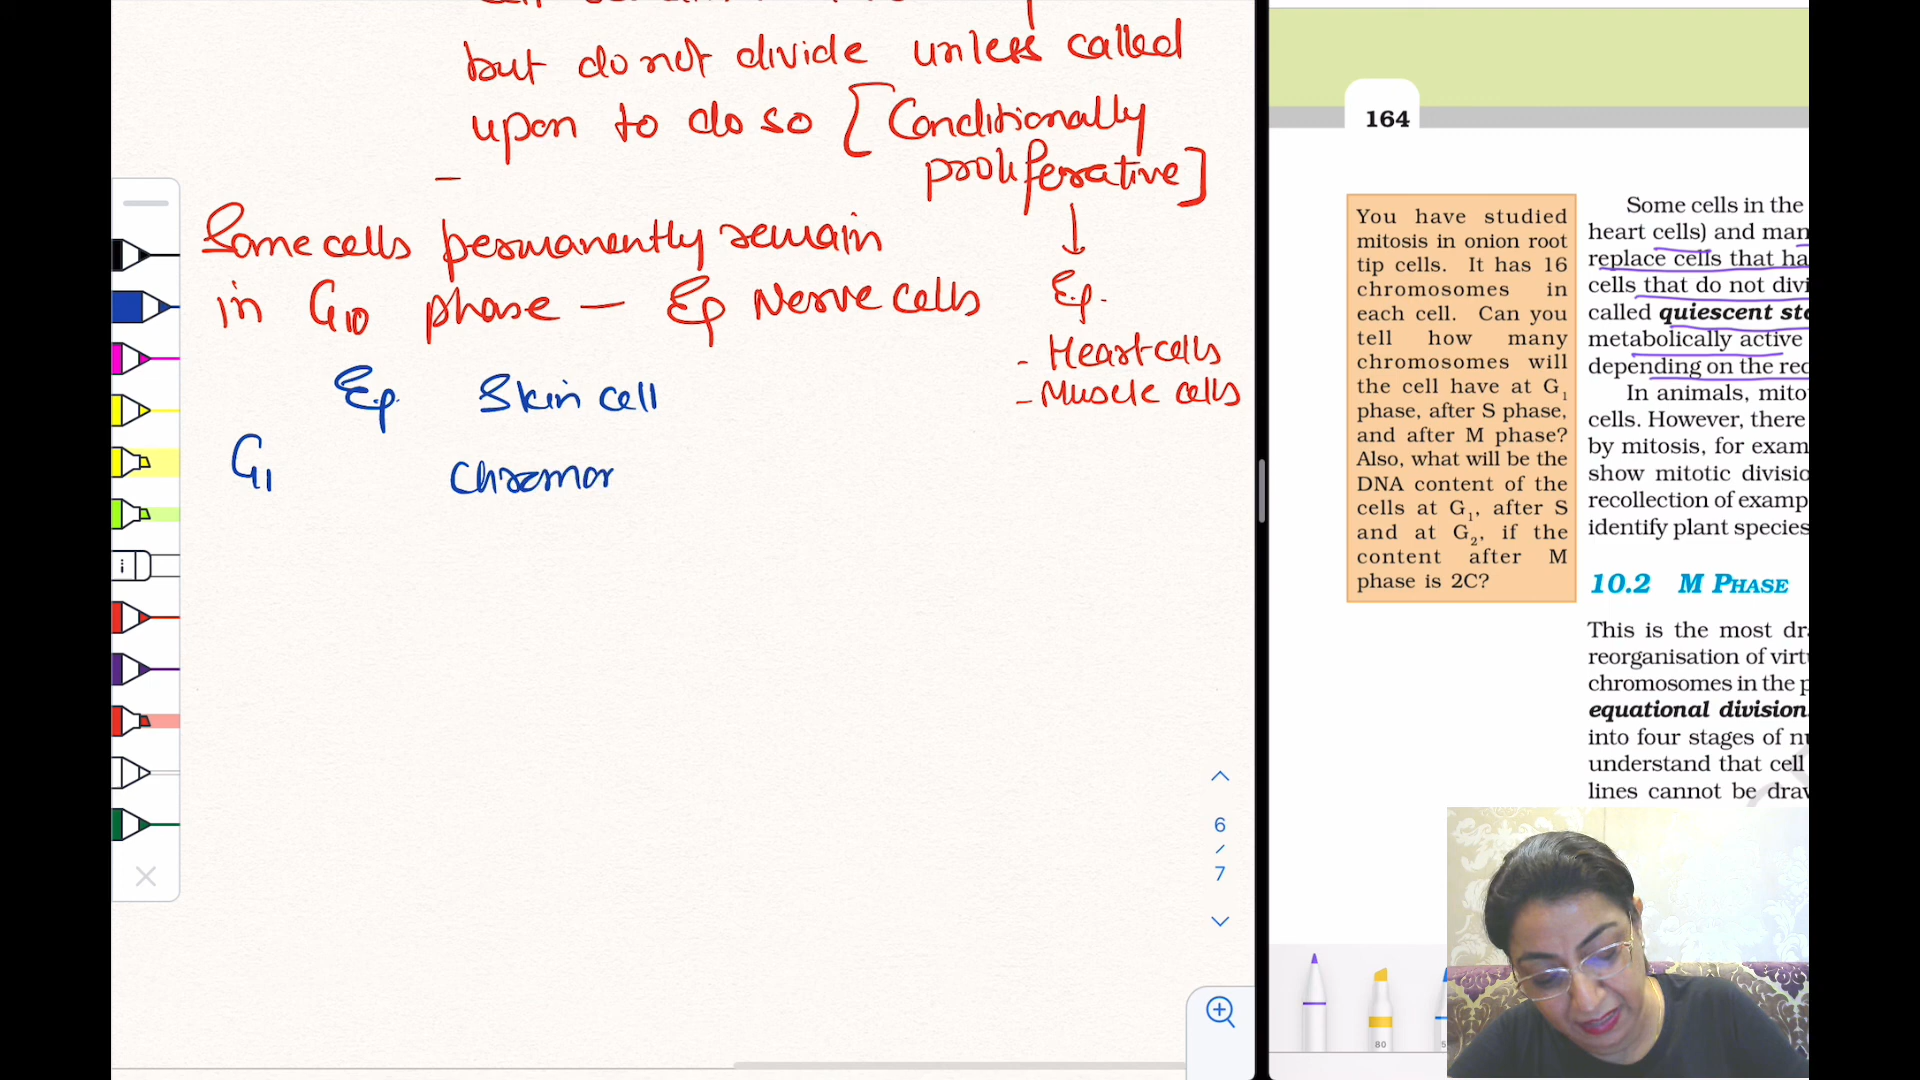 but do not divide unless called
upon to do so [Conditionally
proliferative]
Some cells permanently remain
in G10 phase — Eg Nerve cells
Eg.
- Heart cells
- Muscle cells
Eg. Skin cell
G1 Chromor
6
/
7
164
You have studied
mitosis in onion root
tip cells. It has 16
chromosomes in
each cell. Can you
tell how many
chromosomes will
the cell have at G1
phase, after S phase,
and after M phase?
Also, what will be the
DNA content of the
cells at G1, after S
and at G2, if the
content after M
phase is 2C?
Some cells in the
heart cells) and man
replace cells that ha
cells that do not divi
called quiescent sta
metabolically active
depending on the req
In animals, mito
cells. However, there
by mitosis, for exam
show mitotic divisio
recollection of examp
identify plant species
10.2 M PHASE
This is the most dra
reorganisation of virtu
chromosomes in the p
equational division.
into four stages of nu
understand that cell
lines cannot be draw
80